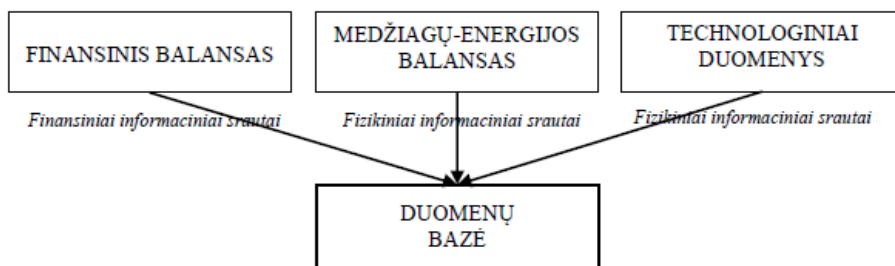 FINANSINIS BALANSAS
MEDŽIAGŲ-ENERGIJOS
BALANSAS
TECHNOLOGINIAI
DUOMENYS
Finansiniai informaciniai srautai
Fizikiniai informaciniai srautai
Fizikiniai informaciniai srautai
DUOMENŲ
BAZĖ